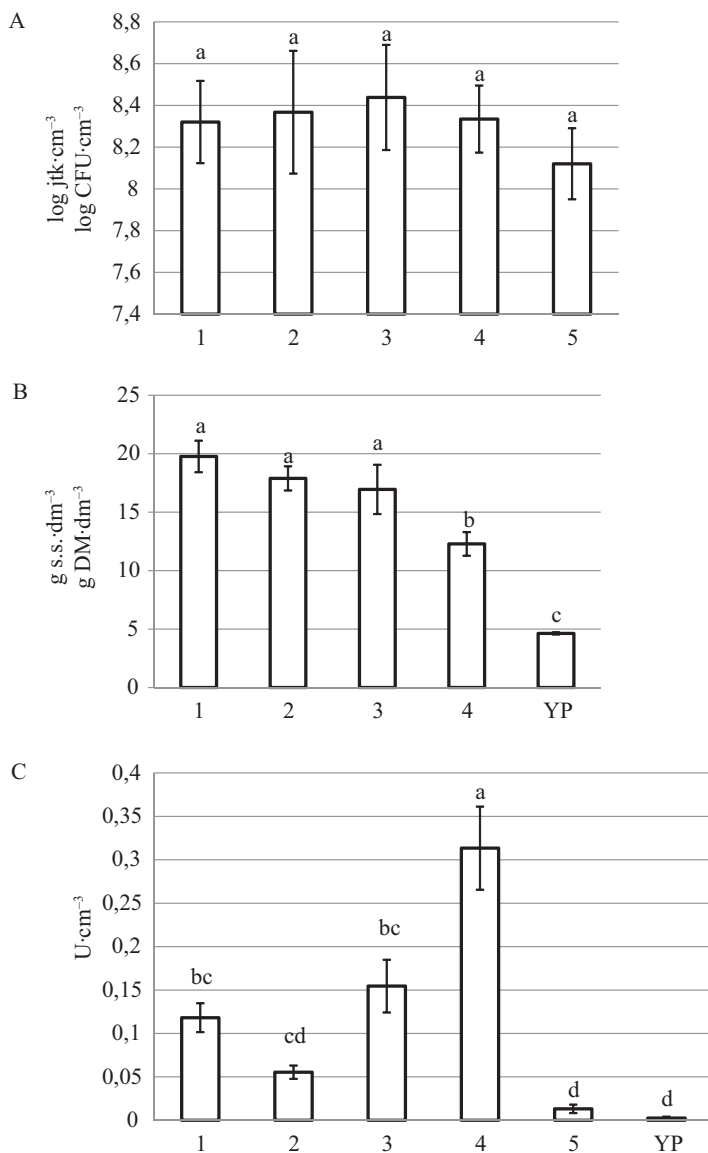 A
8,8
8,6
8,4
8,2
8
7,8
7,6
7,4
log jtk·cm⁻³
log CFU·cm⁻³
a
a
a
a
a
1 2 3 4 5
B
25
20
15
10
5
0
g s.s.·dm⁻³
g DM·dm⁻³
a
a
a
b
c
1 2 3 4 YP
C
0,4
0,35
0,3
0,25
0,2
0,15
0,1
0,05
0
U·cm⁻³
bc
cd
bc
a
d
d
1 2 3 4 5 YP